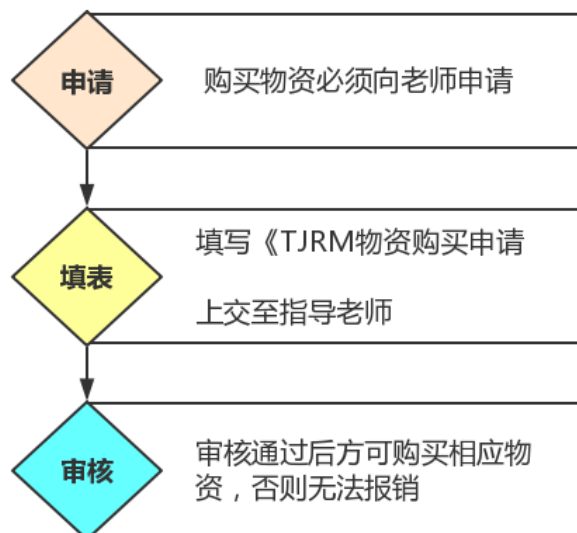 申请
购买物资必须向老师申请
填表
填写《TJRM物资购买申请
上交至指导老师
审核
审核通过后方可购买相应物
资，否则无法报销